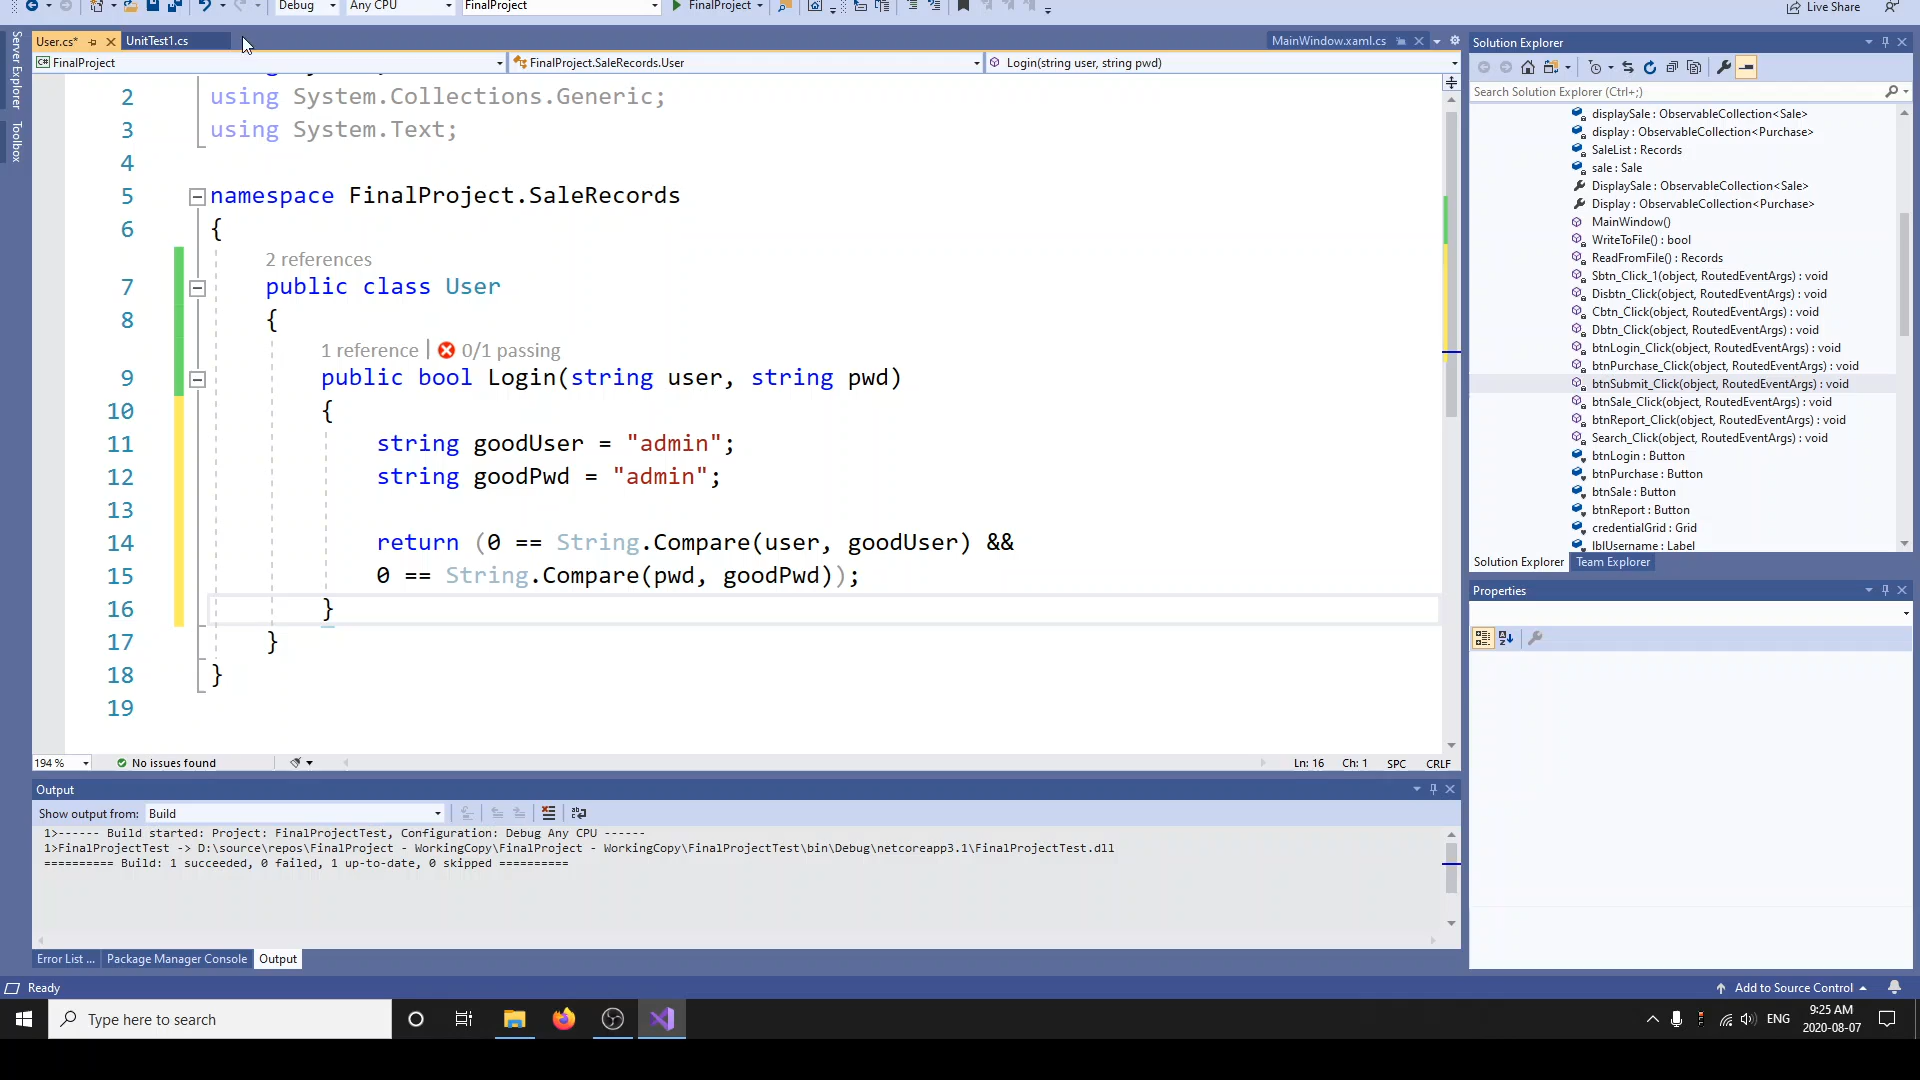 Debug
Any CPU
FinalProject
FinalProject
Live Share
User.cs*
UnitTest1.cs
MainWindow.xaml.cs
FinalProject
FinalProject.SaleRecords.User
Login(string user, string pwd)
Server Explorer
Toolbox
2 using System.Collections.Generic;
3 using System.Text;
4
5 namespace FinalProject.SaleRecords
6 {
2 references
7 public class User
8 {
1 reference | 0/1 passing
9 public bool Login(string user, string pwd)
10 {
11 string goodUser = "admin";
12 string goodPwd = "admin";
13
14 return (0 == String.Compare(user, goodUser) &&
15 0 == String.Compare(pwd, goodPwd));
16 }
17 }
18 }
19
194 %
No issues found
Ln: 16
Ch: 1
SPC
CRLF
Output
Show output from:
Build
1>------ Build started: Project: FinalProjectTest, Configuration: Debug Any CPU ------
1>FinalProjectTest -> D:\source\repos\FinalProject - WorkingCopy\FinalProject - WorkingCopy\FinalProjectTest\bin\Debug\netcoreapp3.1\FinalProjectTest.dll
========== Build: 1 succeeded, 0 failed, 1 up-to-date, 0 skipped ==========
Error List ...
Package Manager Console
Output
Solution Explorer
Search Solution Explorer (Ctrl+;)
displaySale : ObservableCollection<Sale>
display : ObservableCollection<Purchase>
SaleList : Records
sale : Sale
DisplaySale : ObservableCollection<Sale>
Display : ObservableCollection<Purchase>
MainWindow()
WriteToFile() : bool
ReadFromFile() : Records
Sbtn_Click_1(object, RoutedEventArgs) : void
Disbtn_Click(object, RoutedEventArgs) : void
Cbtn_Click(object, RoutedEventArgs) : void
Dbtn_Click(object, RoutedEventArgs) : void
btnLogin_Click(object, RoutedEventArgs) : void
btnPurchase_Click(object, RoutedEventArgs) : void
btnSubmit_Click(object, RoutedEventArgs) : void
btnSale_Click(object, RoutedEventArgs) : void
btnReport_Click(object, RoutedEventArgs) : void
Search_Click(object, RoutedEventArgs) : void
btnLogin : Button
btnPurchase : Button
btnSale : Button
btnReport : Button
credentialGrid : Grid
lblUsername : Label
Solution Explorer
Team Explorer
Properties
Ready
Add to Source Control
Type here to search
ENG
9:25 AM
2020-08-07